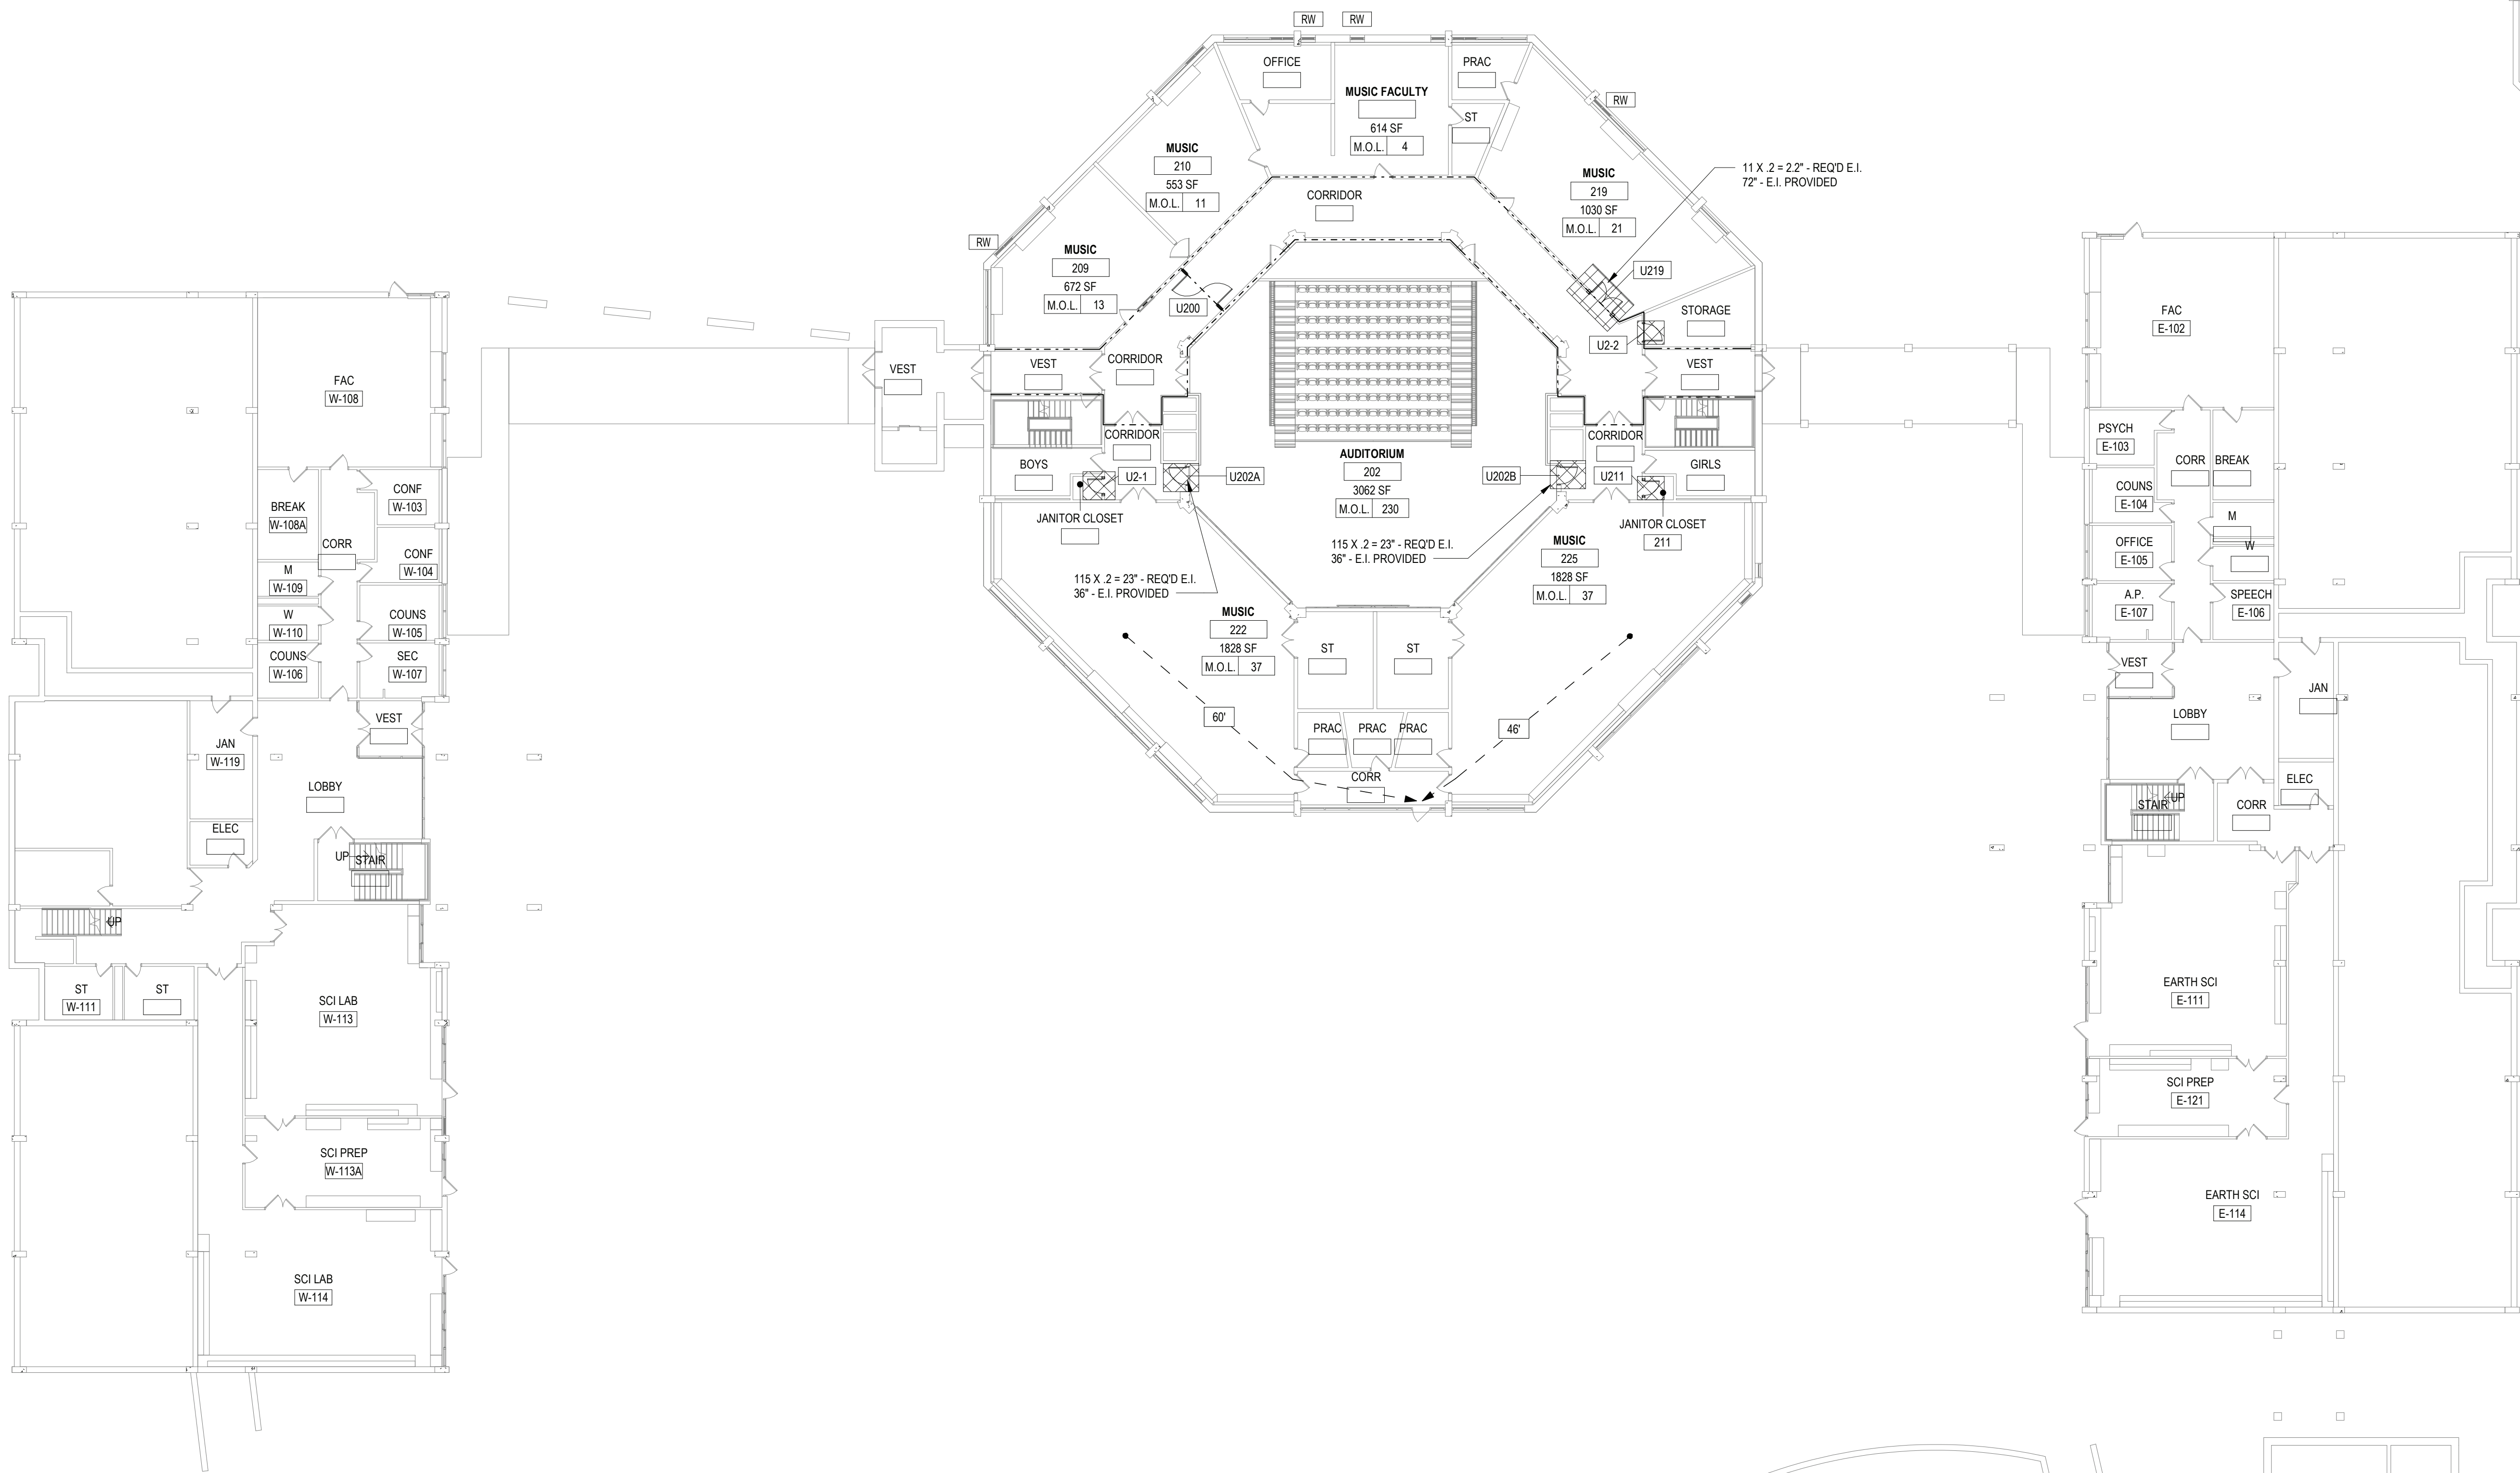 RW
RW
OFFICE
PRAC
MUSIC FACULTY
614 SF
M.O.L. 4
ST
RW
MUSIC
210
553 SF
M.O.L. 11
MUSIC
219
1030 SF
M.O.L. 21
11 X .2 = 2.2" - REQ'D E.I.
72" - E.I. PROVIDED
CORRIDOR
RW
MUSIC
209
672 SF
M.O.L. 13
U200
U219
STORAGE
U2-2
VEST
VEST
CORRIDOR
VEST
CORRIDOR
CORRIDOR
BOYS
U2-1
U202A
AUDITORIUM
202
3062 SF
M.O.L. 230
U202B
U211
GIRLS
JANITOR CLOSET
JANITOR CLOSET
211
115 X .2 = 23" - REQ'D E.I.
36" - E.I. PROVIDED
115 X .2 = 23" - REQ'D E.I.
36" - E.I. PROVIDED
MUSIC
225
1828 SF
M.O.L. 37
MUSIC
222
1828 SF
M.O.L. 37
ST
ST
60'
46'
PRAC
PRAC
PRAC
CORR
FAC
W-108
BREAK
W-108A
CONF
W-103
CORR
CONF
W-104
M
W-109
W
W-110
COUNS
W-105
COUNS
W-106
SEC
W-107
VEST
JAN
W-119
LOBBY
ELEC
UP
STAIR
UP
ST
W-111
ST
SCI LAB
W-113
SCI PREP
W-113A
SCI LAB
W-114
FAC
E-102
PSYCH
E-103
CORR
BREAK
COUNS
E-104
M
OFFICE
E-105
W
A.P.
E-107
SPEECH
E-106
VEST
JAN
LOBBY
ELEC
UP
STAIR
CORR
EARTH SCI
E-111
SCI PREP
E-121
EARTH SCI
E-114